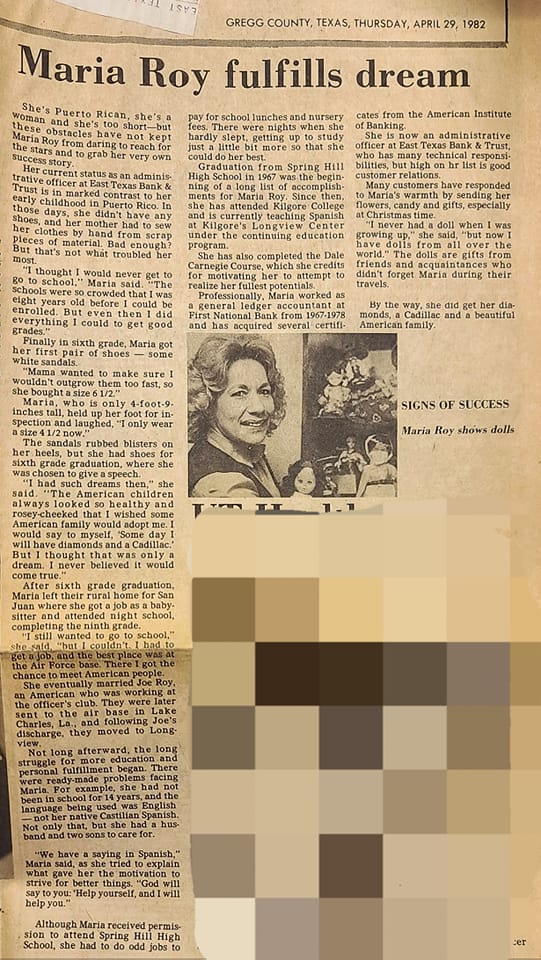 EAST TEX
GREGG COUNTY, TEXAS, THURSDAY, APRIL 29, 1982
Maria Roy fulfills dream
She's Puerto Rican, she's a
woman and she's too short—but
these obstacles have not kept
Maria Roy from daring to reach for
the stars and to grab her very own
success story.
Her current status as an adminis-
trative officer at East Texas Bank &
Trust is in marked contrast to her
early childhood in Puerto Rico. In
those days, she didn't have any
shoes, and her mother had to sew
her clothes by hand from scrap
pieces of material. Bad enough?
But that's not what troubled her
most.
"I thought I would never get to
go to school," Maria said. "The
schools were so crowded that I was
eight years old before I could be
enrolled. But even then I did
everything I could to get good
grades."
Finally in sixth grade, Maria got
her first pair of shoes — some
white sandals.
"Mama wanted to make sure I
wouldn't outgrow them too fast, so
she bought a size 6 1/2."
Maria, who is only 4-foot-9-
inches tall, held up her foot for in-
spection and laughed, "I only wear
a size 4 1/2 now."
The sandals rubbed blisters on
her heels, but she had shoes for
sixth grade graduation, where she
was chosen to give a speech.
"I had such dreams then," she
said. "The American children
always looked so healthy and
rosey-cheeked that I wished some
American family would adopt me. I
would say to myself, 'Some day I
will have diamonds and a Cadillac.'
But I thought that was only a
dream. I never believed it would
come true."
After sixth grade graduation,
Maria left their rural home for San
Juan where she got a job as a baby-
sitter and attended night school,
completing the ninth grade.
"I still wanted to go to school,"
she said, "but I couldn't. I had to
get a job, and the best place was at
the Air Force base. There I got the
chance to meet American people.
She eventually married Joe Roy,
an American who was working at
the officer's club. They were later
sent to the air base in Lake
Charles, La., and following Joe's
discharge, they moved to Long-
view.
Not long afterward, the long
struggle for more education and
personal fulfillment began. There
were ready-made problems facing
Maria. For example, she had not
been in school for 14 years, and the
language being used was English
— not her native Castilian Spanish.
Not only that, but she had a hus-
band and two sons to care for.
"We have a saying in Spanish,"
Maria said, as she tried to explain
what gave her the motivation to
strive for better things. "God will
say to you: 'Help yourself, and I will
help you."
Although Maria received permis-
sion to attend Spring Hill High
School, she had to do odd jobs to
pay for school lunches and nursery
fees. There were nights when she
hardly slept, getting up to study
just a little bit more so that she
could do her best.
Graduation from Spring Hill
High School in 1967 was the begin-
ning of a long list of accomplish-
ments for Maria Roy. Since then,
she has attended Kilgore College
and is currently teaching Spanish
at Kilgore's Longview Center
under the continuing education
program.
She has also completed the Dale
Carnegie Course, which she credits
for motivating her to attempt to
realize her fullest potentials.
Professionally, Maria worked as
a general ledger accountant at
First National Bank from 1967-1978
and has acquired several certifi-
cates from the American Institute
of Banking.
She is now an administrative
officer at East Texas Bank & Trust,
who has many technical responsi-
bilities, but high on hr list is good
customer relations.
Many customers have responded
to Maria's warmth by sending her
flowers, candy and gifts, especially
at Christmas time.
"I never had a doll when I was
growing up," she said, "but now I
have dolls from all over the
world." The dolls are gifts from
friends and acquaintances who
didn't forget Maria during their
travels.
By the way, she did get her dia-
monds, a Cadillac and a beautiful
American family.
SIGNS OF SUCCESS
Maria Roy shows dolls